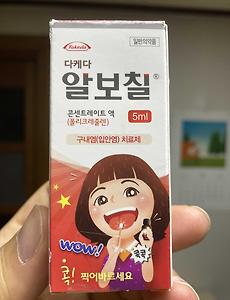 Takeda
일반의약품
다케다
알보칠®
콘센트레이트 액
(폴리크레줄렌)
5ml
구내염(입안염) 치료제
WOW!
콕콕
콕!
찍어바르세요